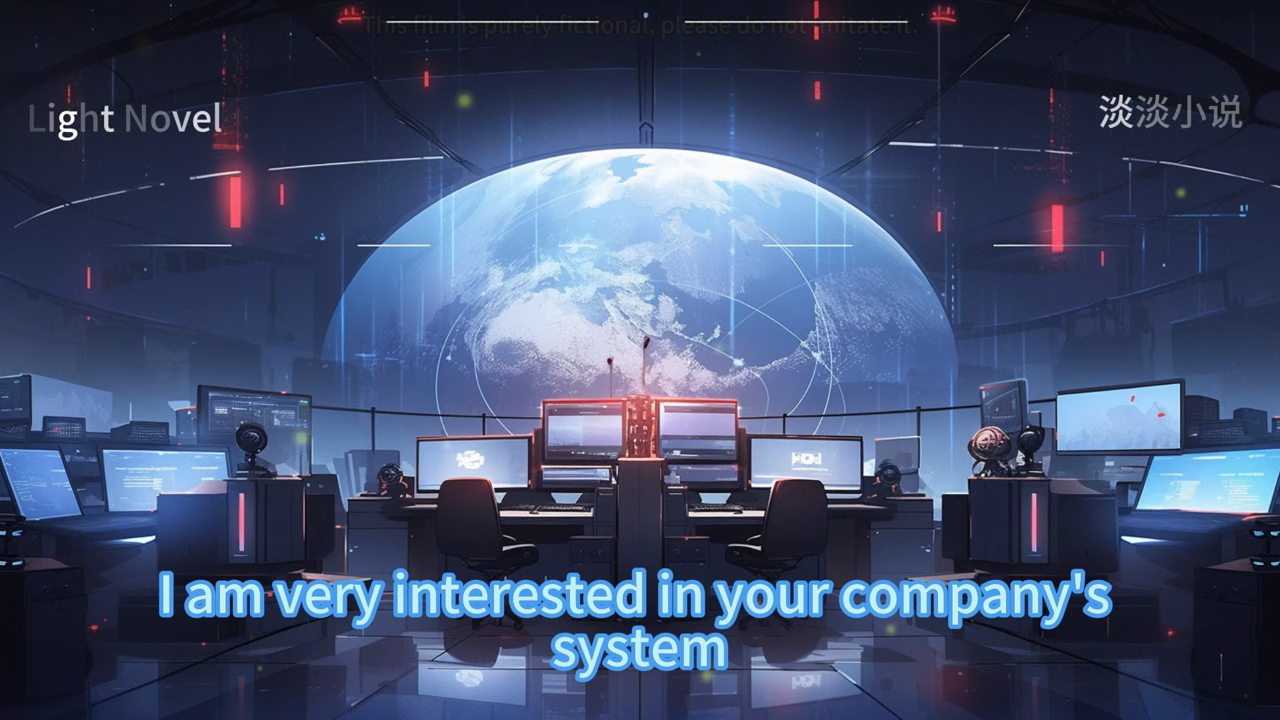 This film is purely fictional, please do not imitate it.
Light Novel
淡淡小说
I am very interested in your company's
system